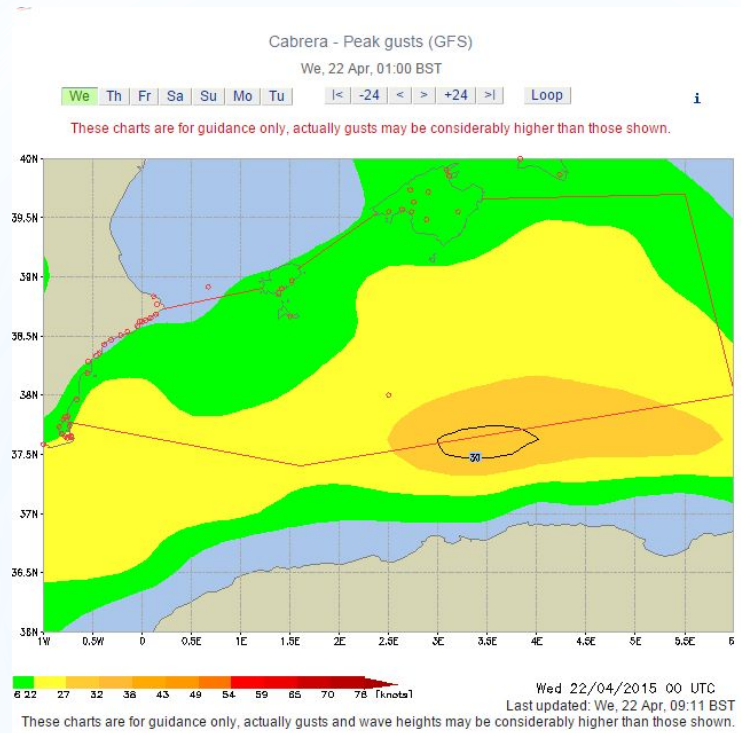 Cabrera - Peak gusts (GFS)
We, 22 Apr, 01:00 BST
We Th Fr Sa Su Mo Tu |< -24 < > +24 >| Loop i
These charts are for guidance only, actually gusts may be considerably higher than those shown.
40N
39.5N
39N
38.5N
38N
37.5N
30
37N
36.5N
36N
1W 0.5W 0 0.5E 1E 1.5E 2E 2.5E 3E 3.5E 4E 4.5E 5E 5.5E 6
6 22 27 32 38 43 49 54 59 65 70 78 [knots]
Wed 22/04/2015 00 UTC
Last updated: We, 22 Apr, 09:11 BST
These charts are for guidance only, actually gusts and wave heights may be considerably higher than those shown.